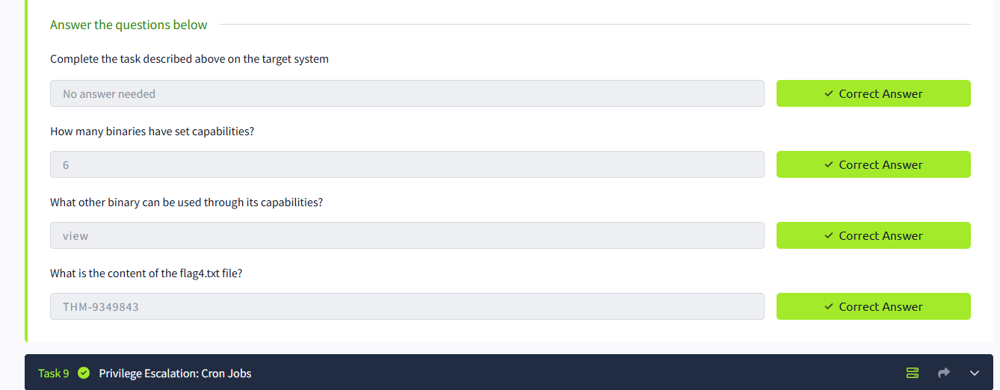 Answer the questions below
Complete the task described above on the target system
No answer needed
Correct Answer
How many binaries have set capabilities?
6
Correct Answer
What other binary can be used through its capabilities?
view
Correct Answer
What is the content of the flag4.txt file?
THM-9349843
Correct Answer
Task 9 Privilege Escalation: Cron Jobs